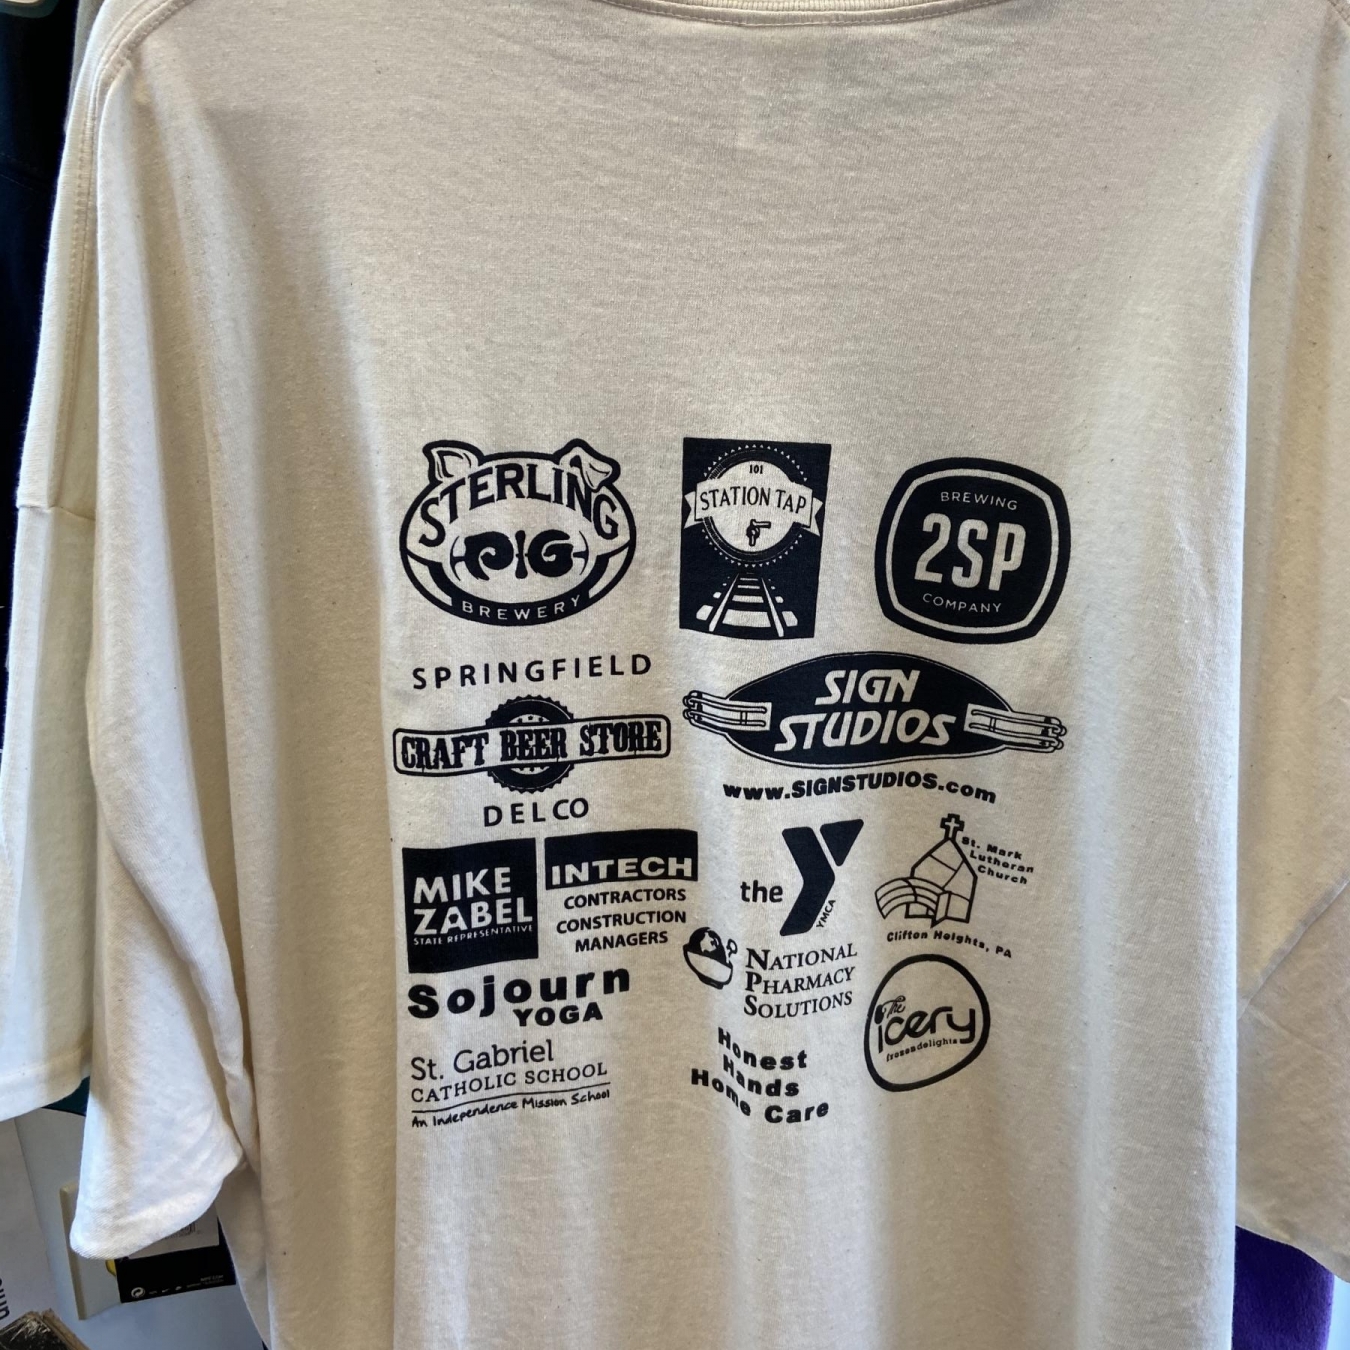 STERLING
PIG
BREWERY
101
STATION TAP
BREWING
2SP
COMPANY
SPRINGFIELD
CRAFT BEER STORE
DELCO
SIGN
STUDIOS
www.SIGNSTUDIOS.com
MIKE
ZABEL
STATE REPRESENTATIVE
INTECH
CONTRACTORS
CONSTRUCTION
MANAGERS
the Y
YMCA
St. Mark
Lutheran
Church
Clifton Heights, PA
Sojourn
YOGA
NATIONAL
PHARMACY
SOLUTIONS
The
icery
frozen delights
St. Gabriel
CATHOLIC SCHOOL
An Independence Mission School
Honest
Hands
Home Care